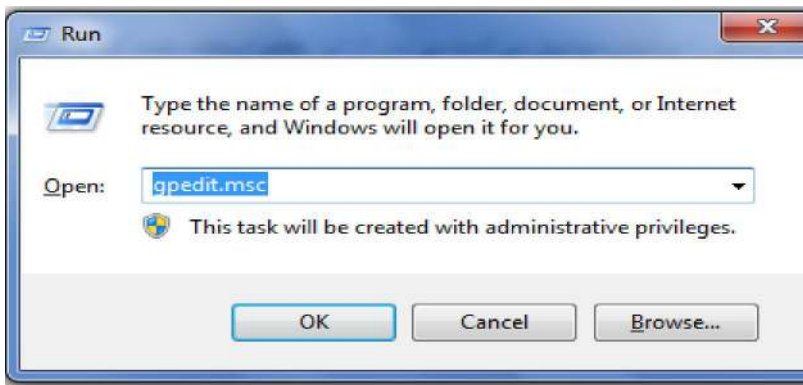 Run
Type the name of a program, folder, document, or Internet
resource, and Windows will open it for you.
Open: gpedit.msc
This task will be created with administrative privileges.
OK Cancel Browse...